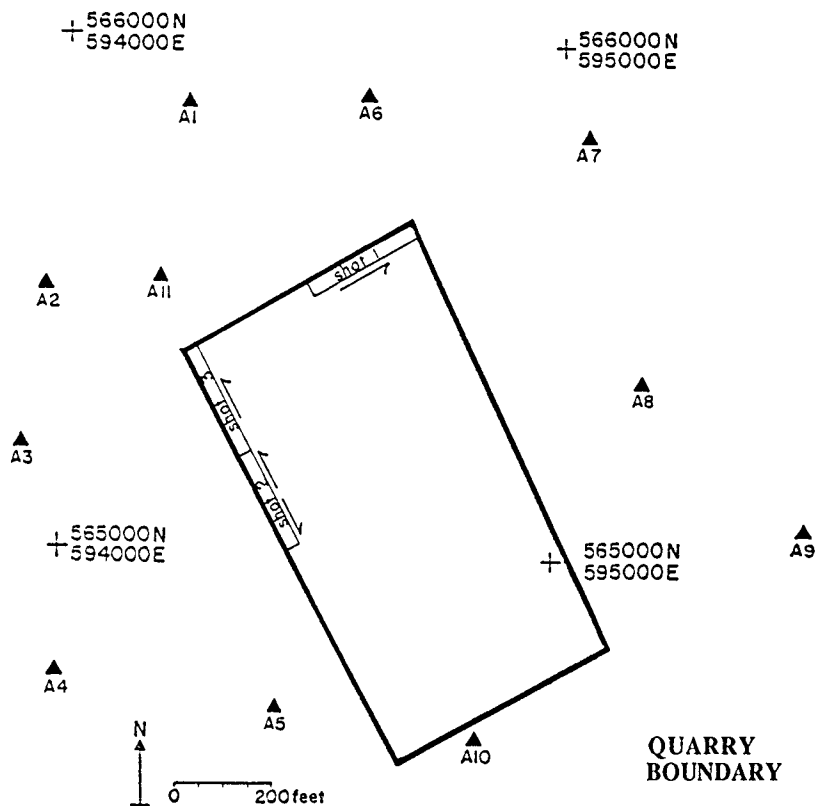 566000N
594000E
566000N
595000E
A1
A6
A7
shot 1
A2
A11
shot 3
A8
A3
shot 2
565000N
594000E
565000N
595000E
A9
A4
A5
N
A10
QUARRY
BOUNDARY
0 200 feet